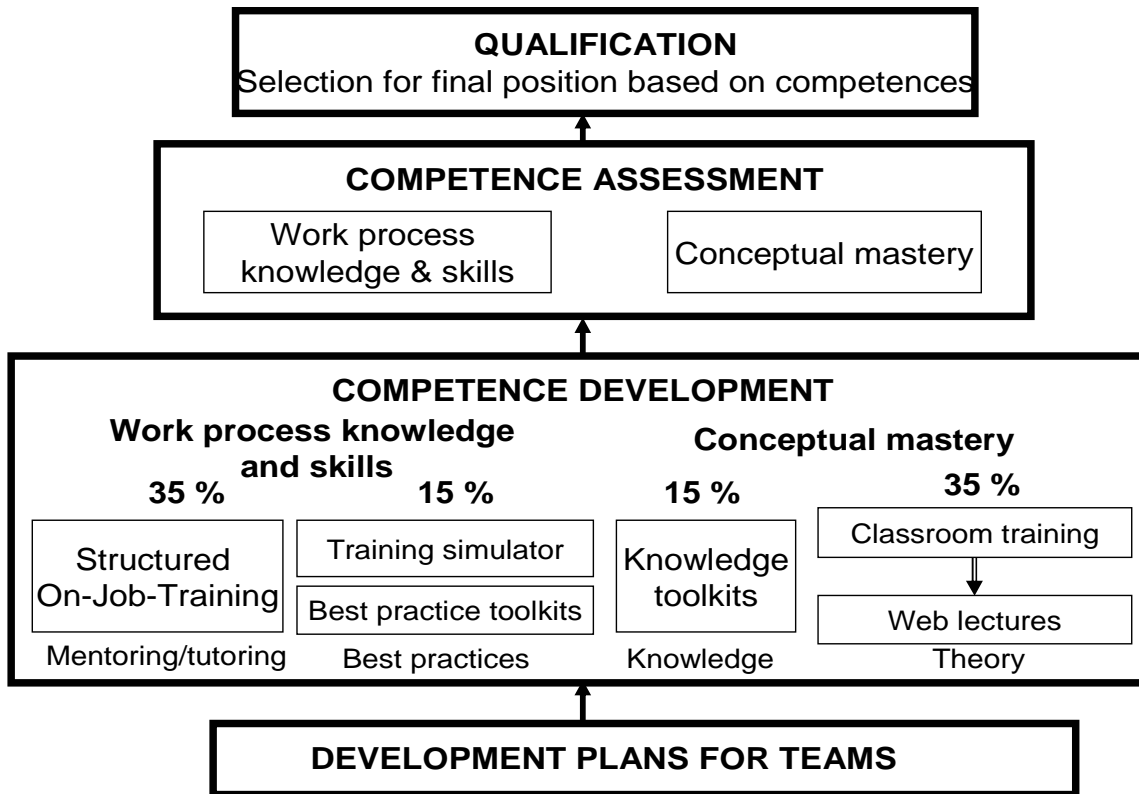 QUALIFICATION
Selection for final position based on competences
COMPETENCE ASSESSMENT
Work process
knowledge & skills
Conceptual mastery
COMPETENCE DEVELOPMENT
Work process knowledge
and skills
Conceptual mastery
35 %
15 %
15 %
35 %
Structured
On-Job-Training
Training simulator
Best practice toolkits
Knowledge
toolkits
Classroom training
Web lectures
Mentoring/tutoring
Best practices
Knowledge
Theory
DEVELOPMENT PLANS FOR TEAMS